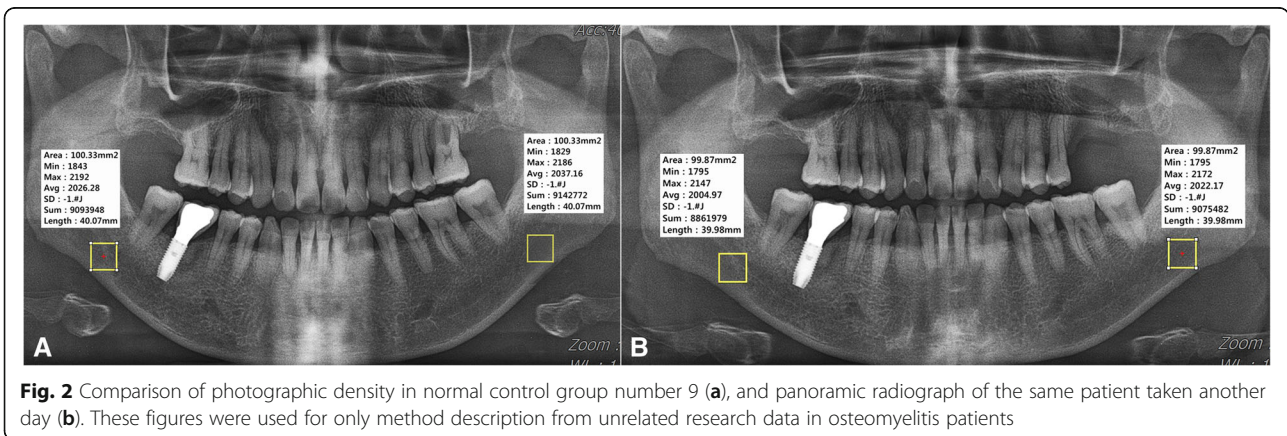 Acc:40
Area : 100.33mm2
Min : 1843
Max : 2192
Avg : 2026.28
SD : -1.#J
Sum : 9093948
Length : 40.07mm
Area : 100.33mm2
Min : 1829
Max : 2186
Avg : 2037.16
SD : -1.#J
Sum : 9142772
Length : 40.07mm
A
Zoom :
Area : 99.87mm2
Min : 1795
Max : 2147
Avg : 2004.97
SD : -1.#J
Sum : 8861979
Length : 39.98mm
Area : 99.87mm2
Min : 1795
Max : 2172
Avg : 2022.17
SD : -1.#J
Sum : 9075482
Length : 39.98mm
B
Zoom :
Fig. 2 Comparison of photographic density in normal control group number 9 (a), and panoramic radiograph of the same patient taken another
day (b). These figures were used for only method description from unrelated research data in osteomyelitis patients